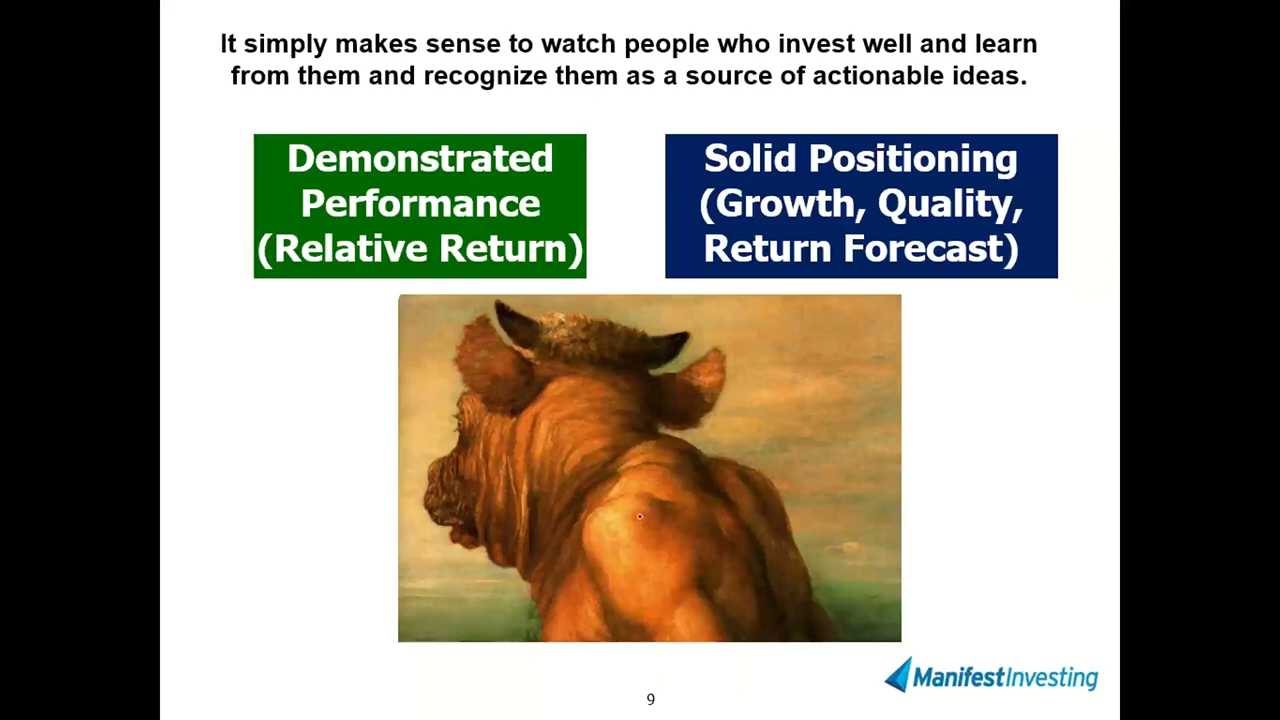 It simply makes sense to watch people who invest well and learn
from them and recognize them as a source of actionable ideas.
Demonstrated
Performance
(Relative Return)
Solid Positioning
(Growth, Quality,
Return Forecast)
ManifestInvesting
9